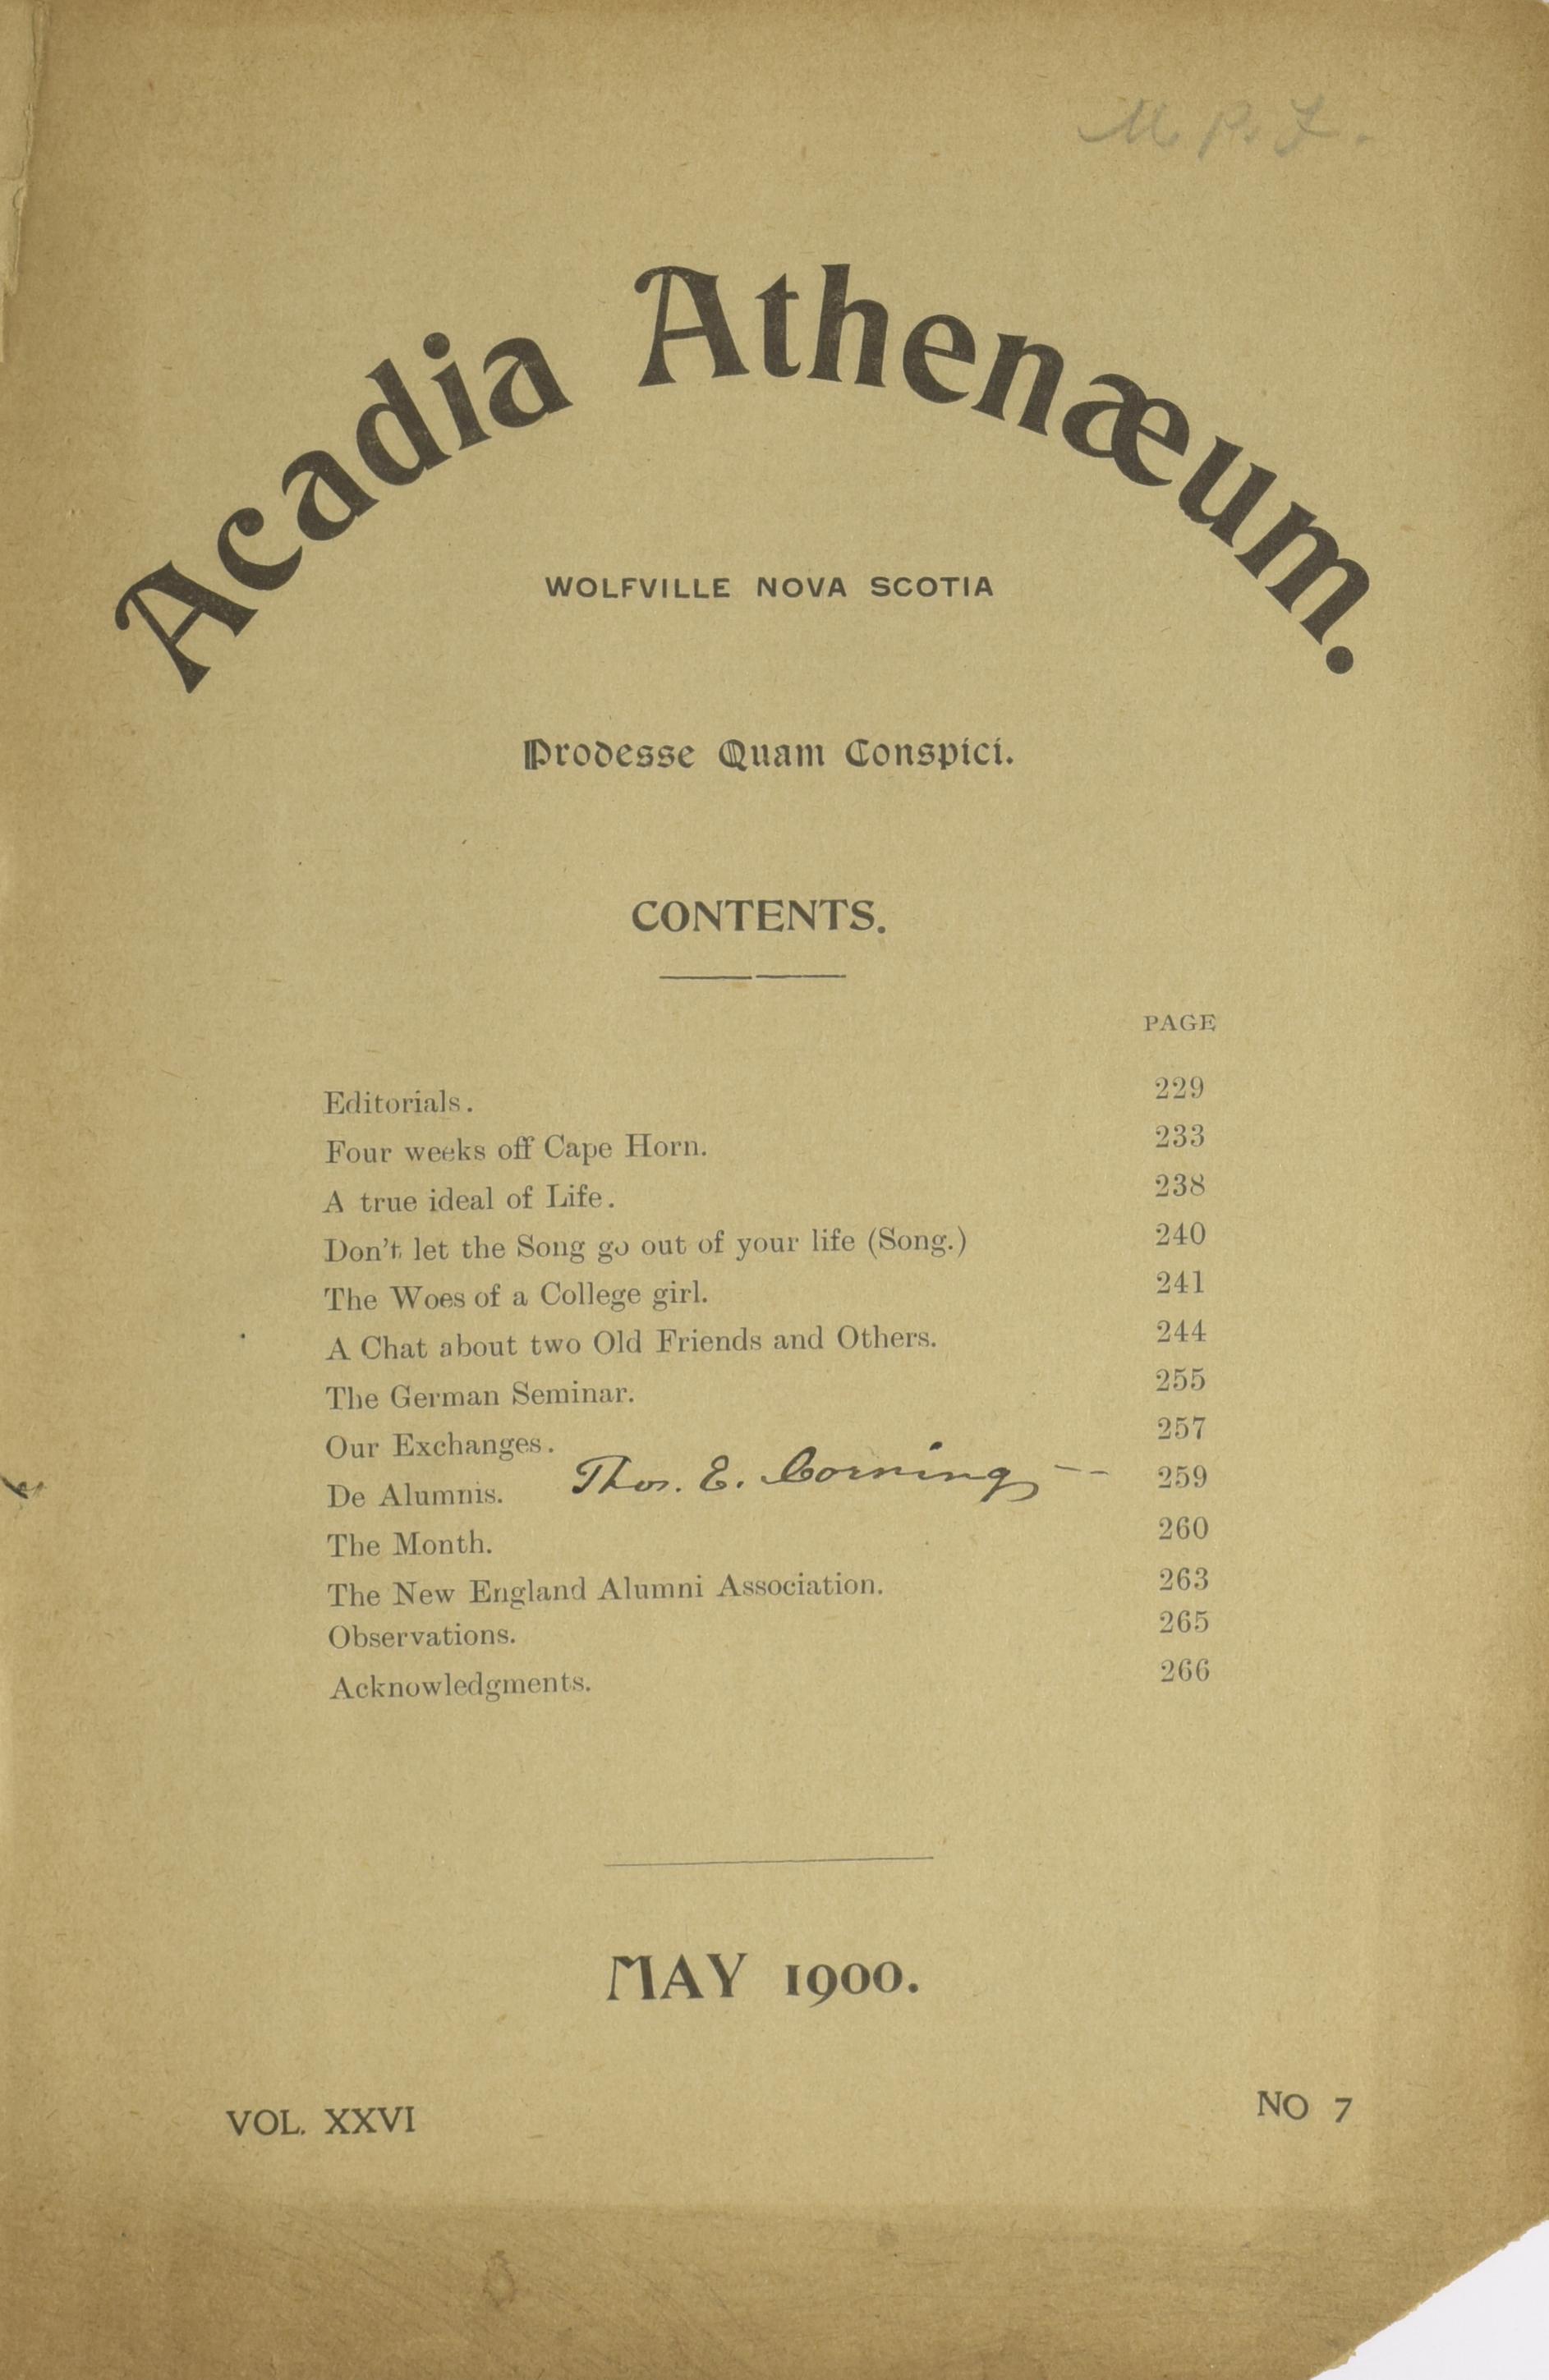 Acadia Athenæum.
WOLFVILLE NOVA SCOTIA
Prodesse Quam Conspici.
CONTENTS.
PAGE
Editorials. 229
Four weeks off Cape Horn. 233
A true ideal of Life. 238
Don't let the Song go out of your life (Song.) 240
The Woes of a College girl. 241
A Chat about two Old Friends and Others. 244
The German Seminar. 255
Our Exchanges. 257
De Alumnis. Thos. E. Corning -- 259
The Month. 260
The New England Alumni Association. 263
Observations. 265
Acknowledgments. 266
MAY 1900.
VOL. XXVI NO 7